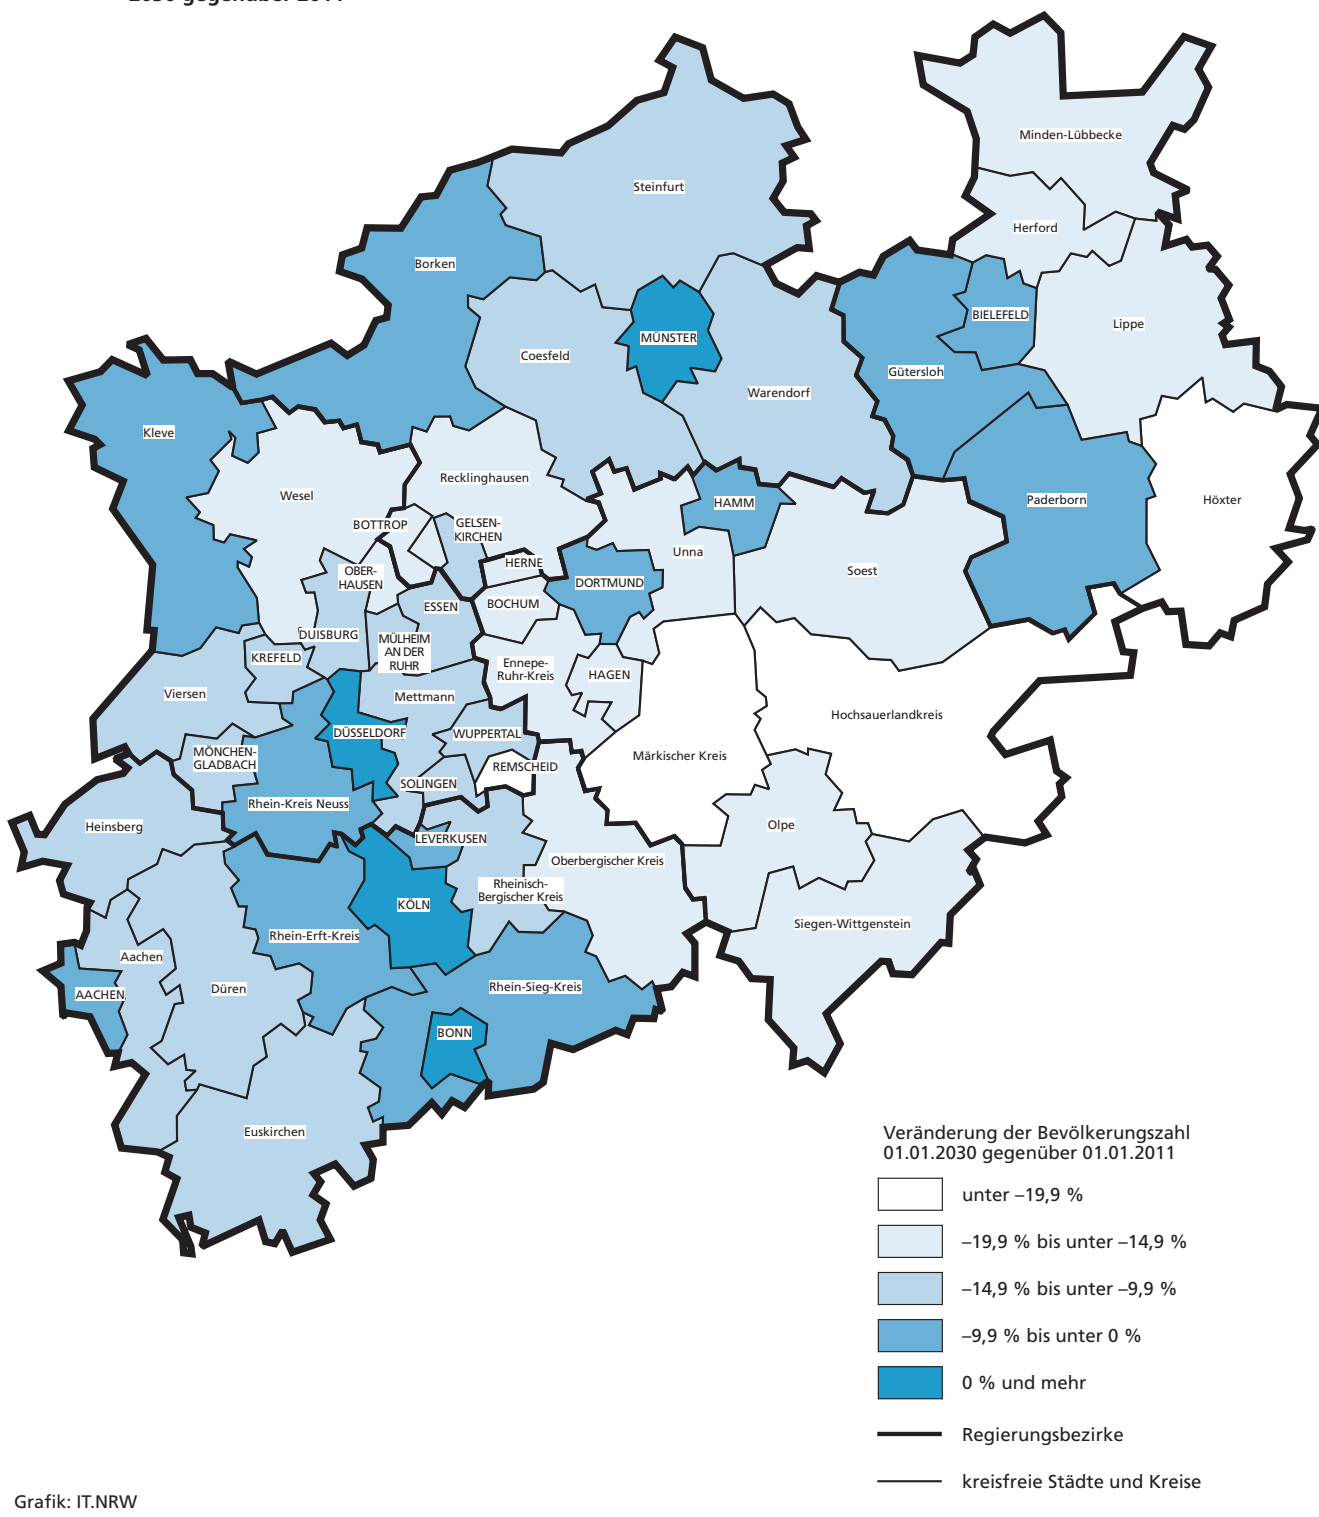 2030 gegenüber 2011
Minden-Lübbecke
Steinfurt
Herford
Borken
BIELEFELD
Lippe
MÜNSTER
Coesfeld
Gütersloh
Warendorf
Kleve
Recklinghausen
Wesel
HAMM
Paderborn
Höxter
BOTTROP
GELSEN-
KIRCHEN
Unna
HERNE
Soest
OBER-
HAUSEN
DORTMUND
ESSEN
BOCHUM
DUISBURG
MÜLHEIM
AN DER
RUHR
KREFELD
Ennepe-
Ruhr-Kreis
HAGEN
Viersen
Mettmann
Hochsauerlandkreis
DÜSSELDORF
WUPPERTAL
MÖNCHEN-
GLADBACH
Märkischer Kreis
REMSCHEID
SOLINGEN
Rhein-Kreis Neuss
Heinsberg
Olpe
LEVERKUSEN
Oberbergischer Kreis
Rheinisch-
Bergischer Kreis
KÖLN
Siegen-Wittgenstein
Rhein-Erft-Kreis
Aachen
Düren
Rhein-Sieg-Kreis
AACHEN
BONN
Euskirchen
Veränderung der Bevölkerungszahl
01.01.2030 gegenüber 01.01.2011
unter –19,9 %
–19,9 % bis unter –14,9 %
–14,9 % bis unter –9,9 %
–9,9 % bis unter 0 %
0 % und mehr
Regierungsbezirke
kreisfreie Städte und Kreise
Grafik: IT.NRW